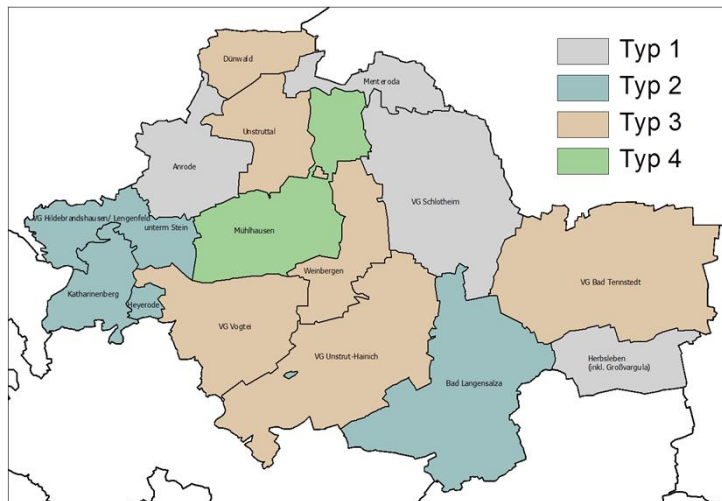 Typ 1
Typ 2
Typ 3
Typ 4
Dünwald
Menteroda
Unstruttal
Anrode
VG Schlotheim
VG Hildebrandshausen/ Lengenfeld
unterm Stein
Mühlhausen
Weinbergen
VG Bad Tennstedt
Katharinenberg
Heyerode
VG Vogtei
VG Unstrut-Hainich
Herbsleben
(inkl. Großvargula)
Bad Langensalza